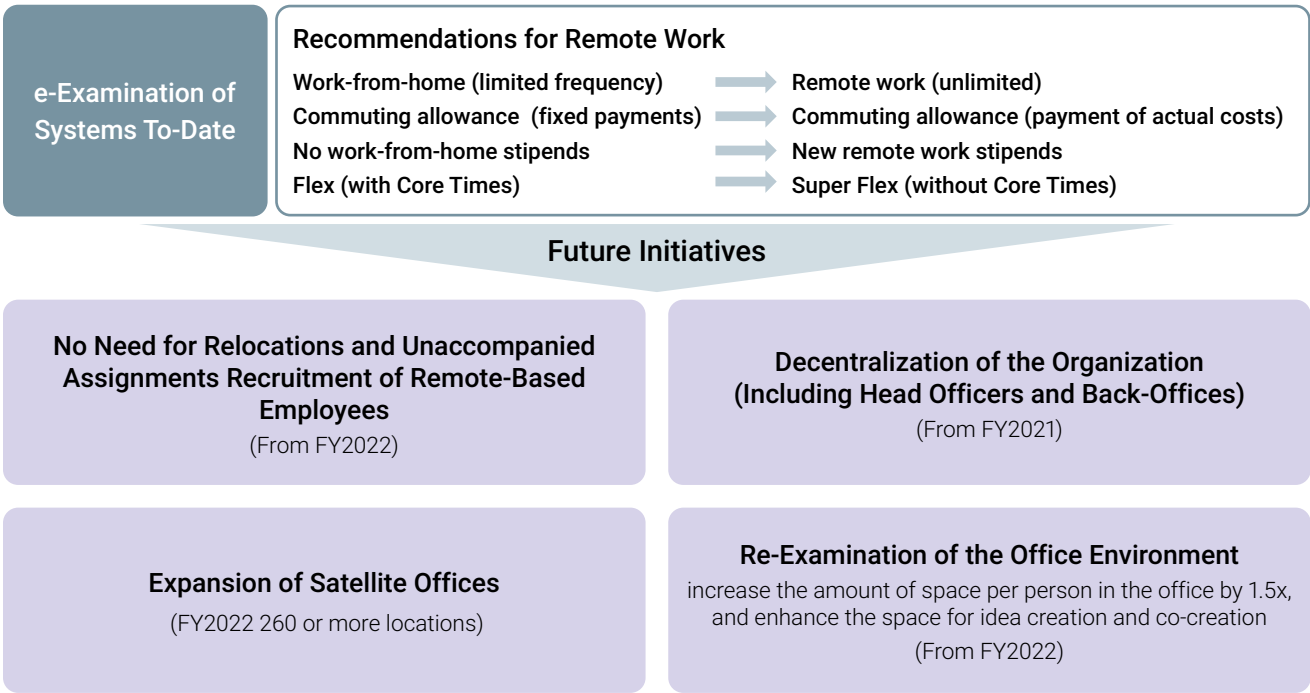 e-Examination of
Systems To-Date
Recommendations for Remote Work
Work-from-home (limited frequency) Remote work (unlimited)
Commuting allowance (fixed payments) Commuting allowance (payment of actual costs)
No work-from-home stipends New remote work stipends
Flex (with Core Times) Super Flex (without Core Times)
Future Initiatives
No Need for Relocations and Unaccompanied
Assignments Recruitment of Remote-Based
Employees
(From FY2022)
Decentralization of the Organization
(Including Head Officers and Back-Offices)
(From FY2021)
Expansion of Satellite Offices
(FY2022 260 or more locations)
Re-Examination of the Office Environment
increase the amount of space per person in the office by 1.5x,
and enhance the space for idea creation and co-creation
(From FY2022)